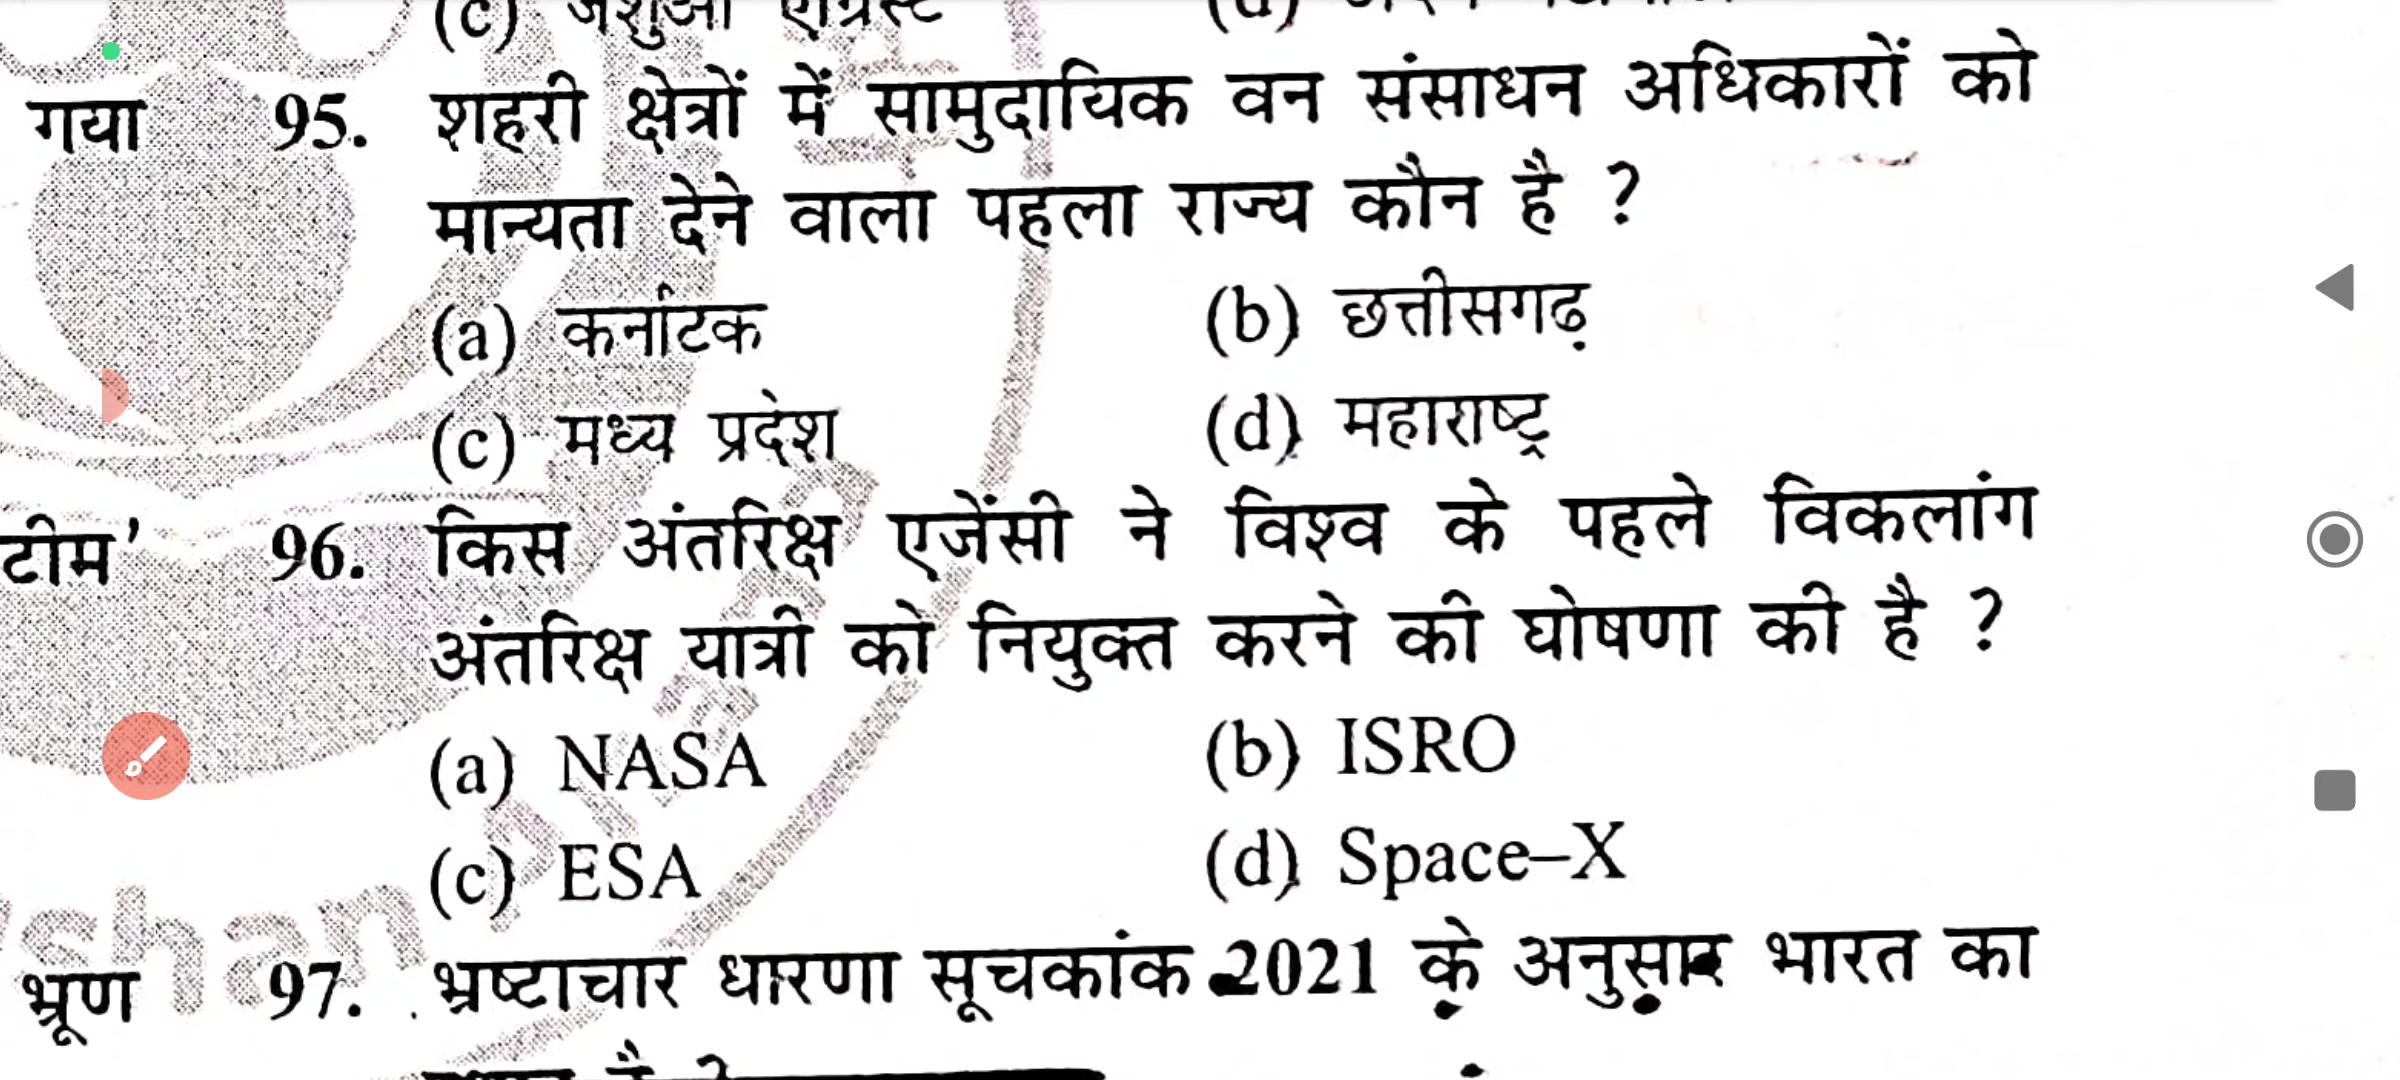 गया
95. शहरी क्षेत्रों में सामुदायिक वन संसाधन अधिकारों को
मान्यता देने वाला पहला राज्य कौन है ?
(a) कर्नाटक (b) छत्तीसगढ़
(c) मध्य प्रदेश (d) महाराष्ट्र
टीम'
96. किस अंतरिक्ष एजेंसी ने विश्व के पहले विकलांग
अंतरिक्ष यात्री को नियुक्त करने की घोषणा की है ?
(a) NASA (b) ISRO
(c) ESA (d) Space–X
भ्रूण
97. भ्रष्टाचार धारणा सूचकांक 2021 के अनुसार भारत का